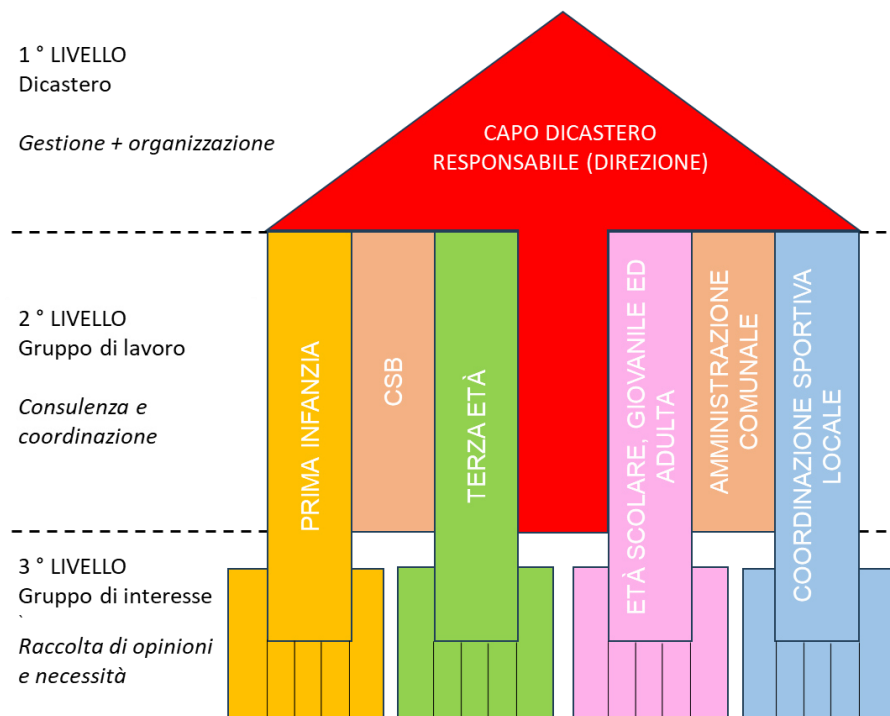 1 ° LIVELLO
Dicastero
Gestione + organizzazione
CAPO DICASTERO
RESPONSABILE (DIREZIONE)
2 ° LIVELLO
Gruppo di lavoro
Consulenza e
coordinazione
PRIMA INFANZIA
CSB
TERZA ETÀ
ETÀ SCOLARE, GIOVANILE ED
ADULTA
AMMINISTRAZIONE
COMUNALE
COORDINAZIONE SPORTIVA
LOCALE
3 ° LIVELLO
Gruppo di interesse
`
Raccolta di opinioni
e necessità